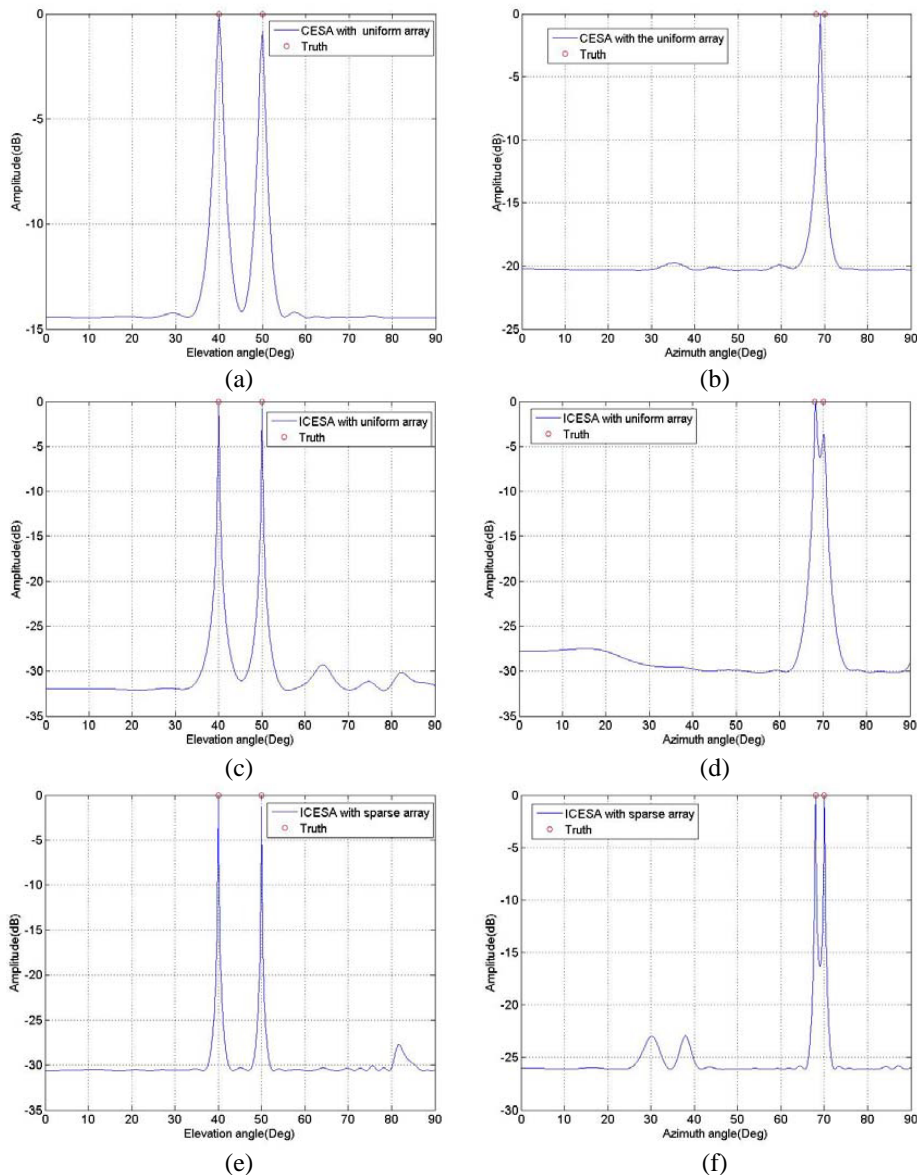 0
-5
-10
-15
Amplitude(dB)
0 10 20 30 40 50 60 70 80 90
Elevation angle(Deg)
CESA with uniform array
Truth
(a)
0
-5
-10
-15
-20
-25
Amplitude(dB)
0 10 20 30 40 50 60 70 80 90
Azimuth angle(Deg)
CESA with the uniform array
Truth
(b)
0
-5
-10
-15
-20
-25
-30
-35
Amplitude(dB)
0 10 20 30 40 50 60 70 80 90
Elevation angle(Deg)
ICESA with uniform array
Truth
(c)
0
-5
-10
-15
-20
-25
-30
-35
Amplitude(dB)
0 10 20 30 40 50 60 70 80 90
Azimuth angle(Deg)
ICESA with uniform array
Truth
(d)
0
-5
-10
-15
-20
-25
-30
-35
Amplitude(dB)
0 10 20 30 40 50 60 70 80 90
Elevation angle(Deg)
ICESA with sparse array
Truth
(e)
0
-5
-10
-15
-20
-25
-30
Amplitude(dB)
0 10 20 30 40 50 60 70 80 90
Azimuth angle(Deg)
ICESA with sparse array
Truth
(f)